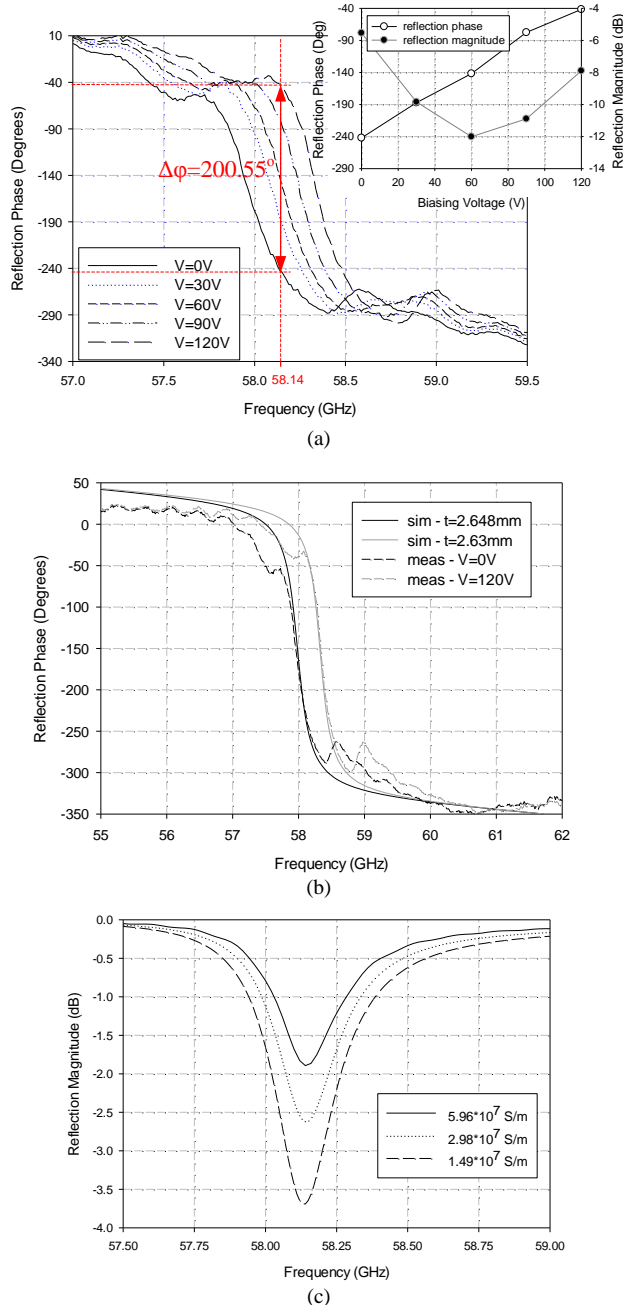 10
-40
-90
-140
-190
-240
-290
-340
Reflection Phase (Degrees)
57.0
57.5
58.0
58.14
58.5
59.0
59.5
Frequency (GHz)
Δφ=200.55°
V=0V
V=30V
V=60V
V=90V
V=120V
reflection phase
reflection magnitude
-40
-90
-140
-190
-240
-290
Reflection Phase (Deg)
-4
-6
-8
-10
-12
-14
Reflection Magnitude (dB)
0
20
40
60
80
100
120
Biasing Voltage (V)
(a)
50
0
-50
-100
-150
-200
-250
-300
-350
Reflection Phase (Degrees)
sim - t=2.648mm
sim - t=2.63mm
meas - V=0V
meas - V=120V
55
56
57
58
59
60
61
62
Frequency (GHz)
(b)
0.0
-0.5
-1.0
-1.5
-2.0
-2.5
-3.0
-3.5
-4.0
Reflection Magnitude (dB)
5.96*10⁷ S/m
2.98*10⁷ S/m
1.49*10⁷ S/m
57.50
57.75
58.00
58.25
58.50
58.75
59.00
Frequency (GHz)
(c)